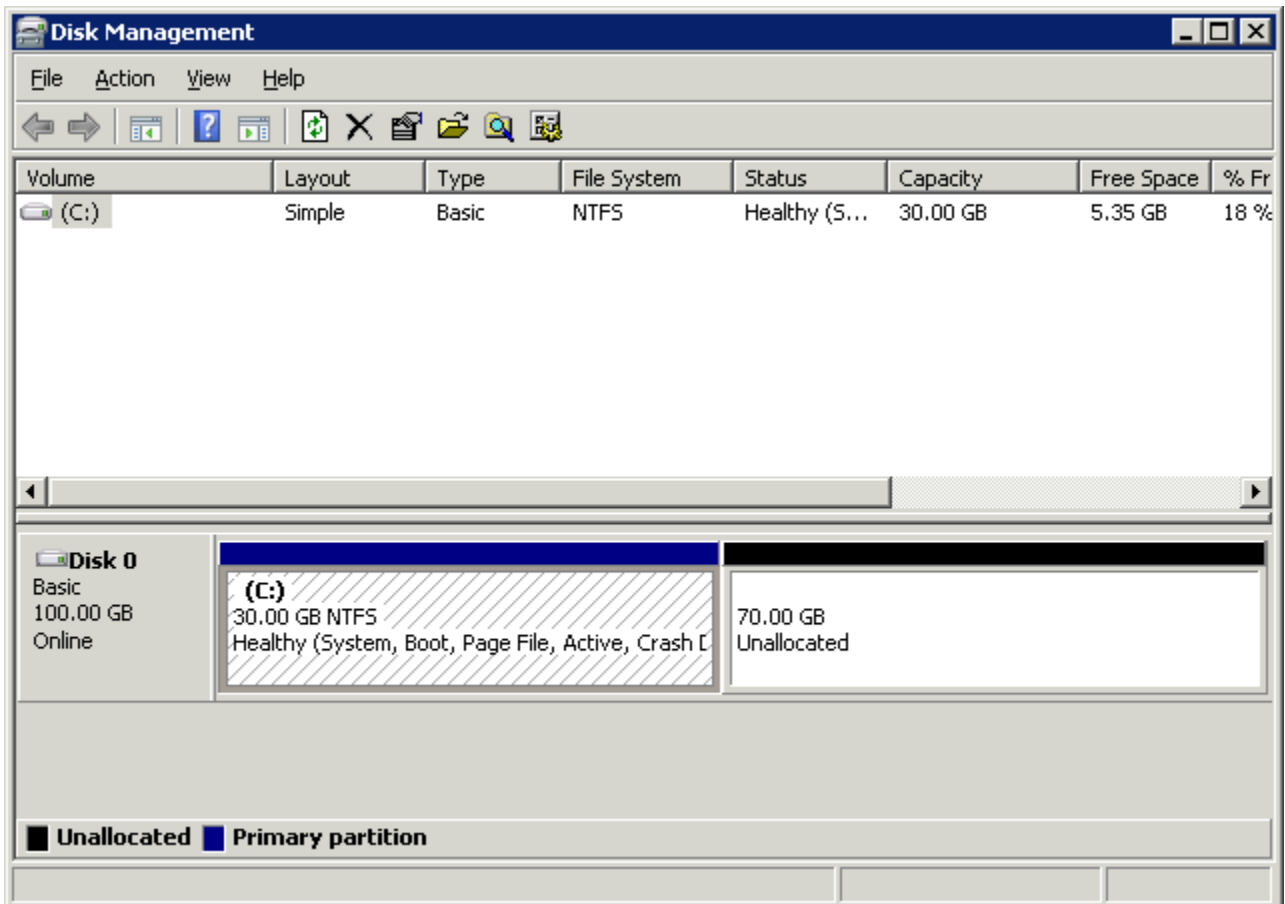 Disk Management
File Action View Help
Volume Layout Type File System Status Capacity Free Space % Fr
(C:) Simple Basic NTFS Healthy (S... 30.00 GB 5.35 GB 18 %
Disk 0
Basic
100.00 GB
Online
(C:)
30.00 GB NTFS
Healthy (System, Boot, Page File, Active, Crash D
70.00 GB
Unallocated
Unallocated Primary partition